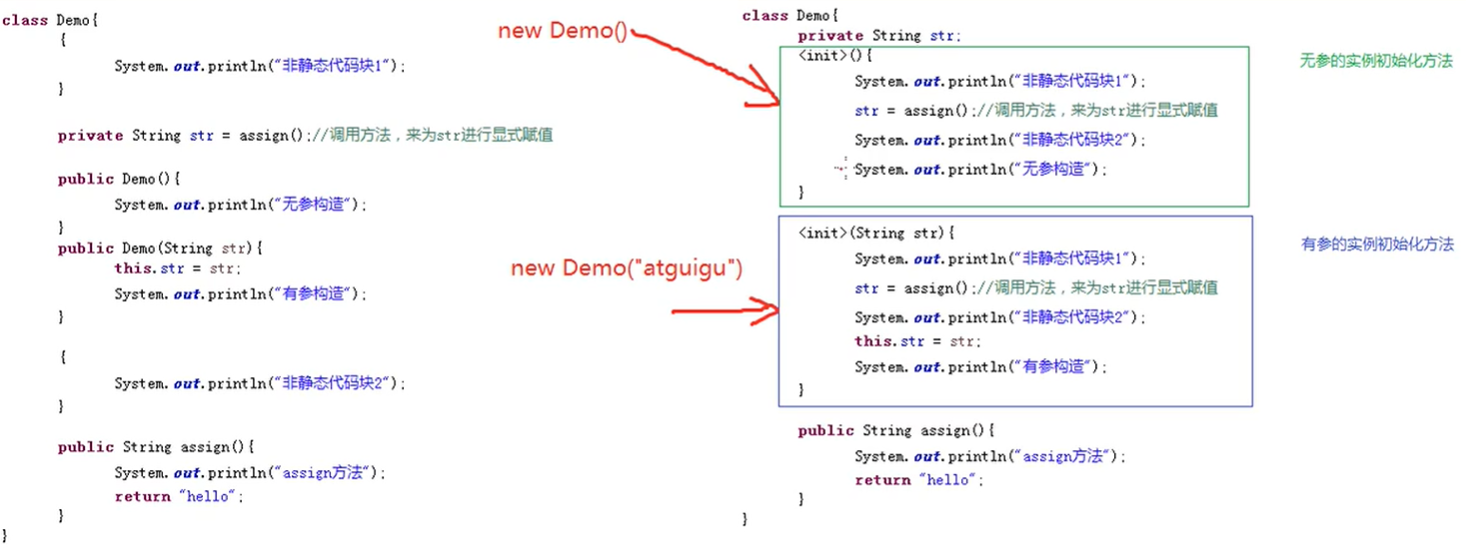 class Demo{
{
System.out.println("非静态代码块1");
}
private String str = assign();//调用方法，来为str进行显式赋值
public Demo(){
System.out.println("无参构造");
}
public Demo(String str){
this.str = str;
System.out.println("有参构造");
}
{
System.out.println("非静态代码块2");
}
public String assign(){
System.out.println("assign方法");
return "hello";
}
}
new Demo()
new Demo("atguigu")
class Demo{
private String str;
<init>(){
System.out.println("非静态代码块1");
str = assign();//调用方法，来为str进行显式赋值
System.out.println("非静态代码块2");
System.out.println("无参构造");
}
无参的实例初始化方法
<init>(String str){
System.out.println("非静态代码块1");
str = assign();//调用方法，来为str进行显式赋值
System.out.println("非静态代码块2");
this.str = str;
System.out.println("有参构造");
}
有参的实例初始化方法
public String assign(){
System.out.println("assign方法");
return "hello";
}
}